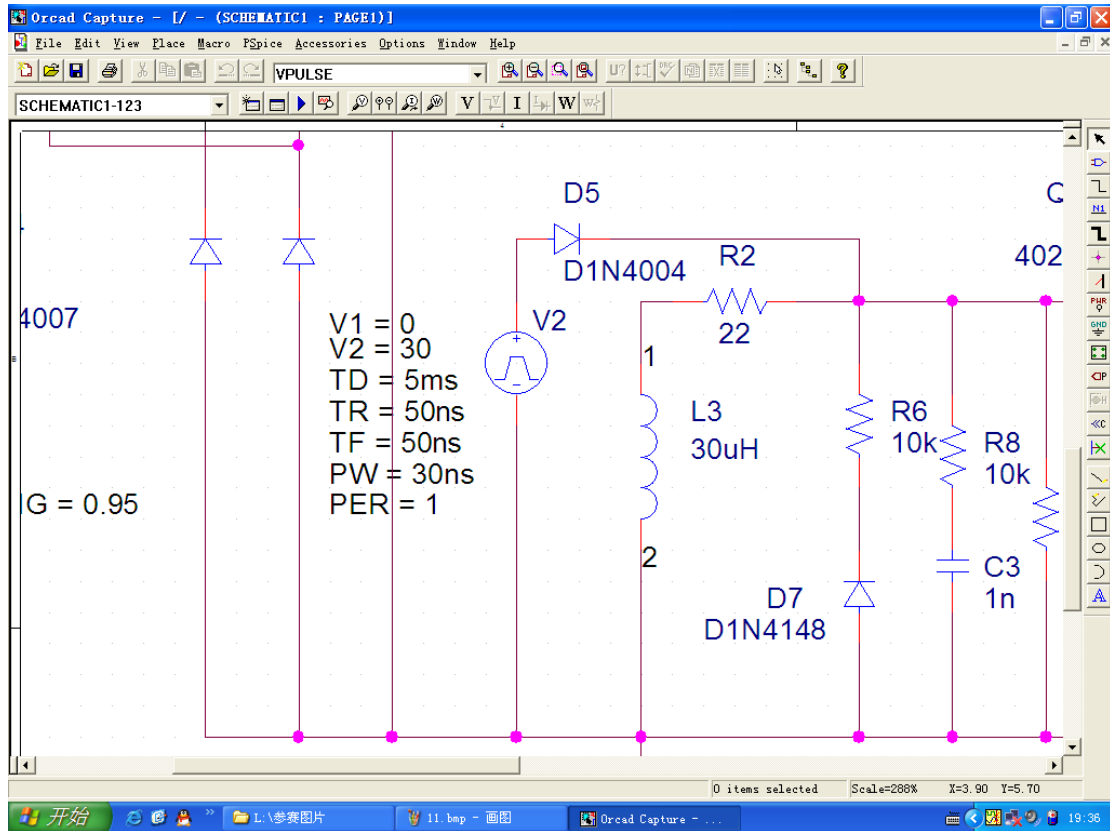 Orcad Capture - [/ - (SCHEMATIC1 : PAGE1)]
File Edit View Place Macro PSpice Accessories Options Window Help
VPULSE
U?
SCHEMATIC1-123
V I W
4
D5
D1N4004
R2
22
Q
402
4007
V1 = 0
V2 = 30
TD = 5ms
TR = 50ns
TF = 50ns
PW = 30ns
PER = 1
V2
1
L3
30uH
2
R6
10k
R8
10k
IG = 0.95
C3
1n
D7
D1N4148
N1
PWR
GND
0 items selected Scale=288% X=3.90 Y=5.70
开始 L:\参赛图片 11.bmp - 画图 Orcad Capture - ... 19:36